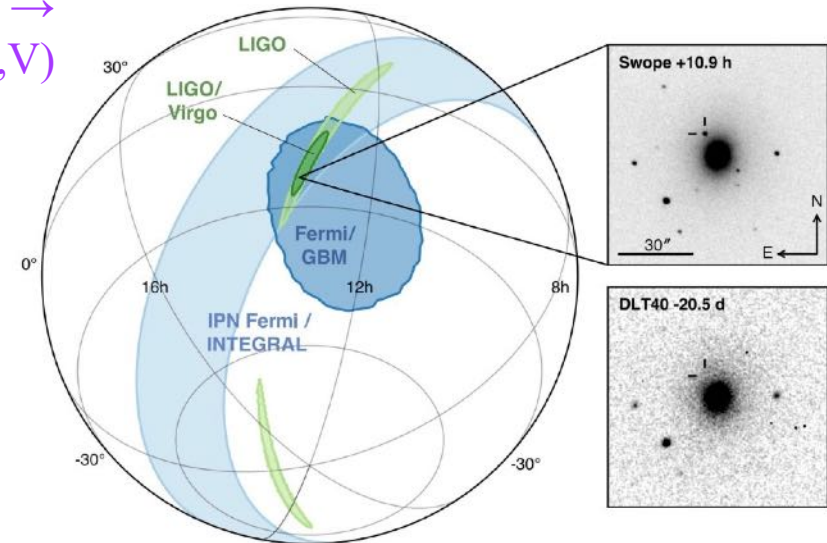 →
,V)
LIGO
30°
LIGO/
Virgo
Swope +10.9 h
N
30"
E
Fermi/
GBM
0°
16h
12h
8h
IPN Fermi /
INTEGRAL
DLT40 -20.5 d
-30°
-30°